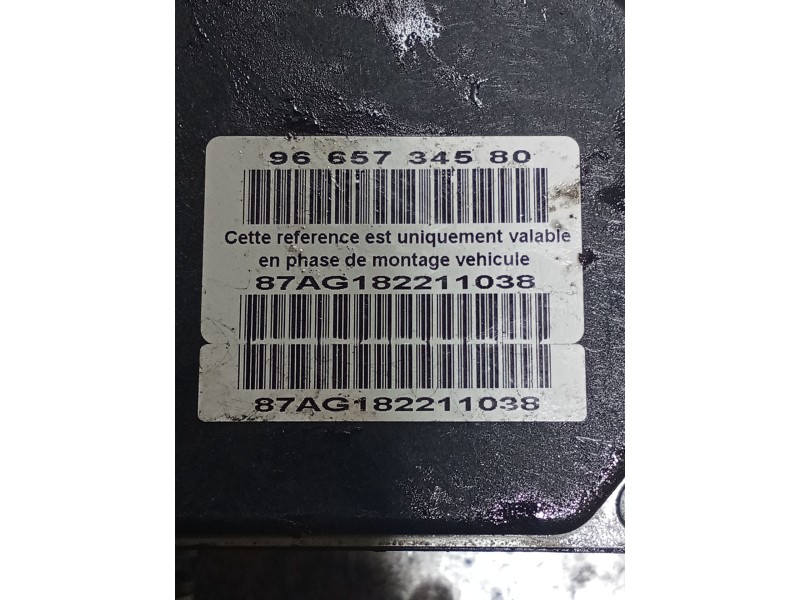 96 657 345 80
Cette reference est uniquement valable
en phase de montage vehicule
87AG182211038
87AG182211038